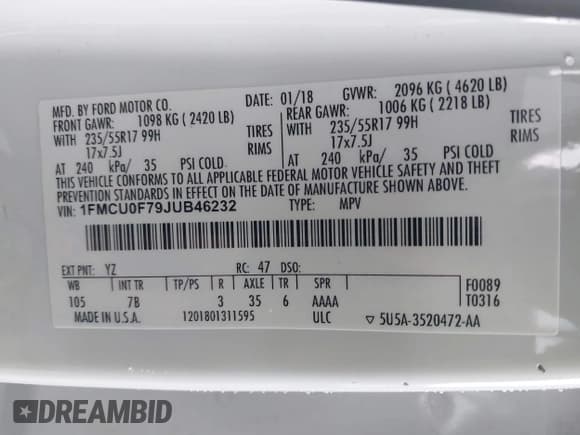 MFD. BY FORD MOTOR CO.
DATE: 01/18 GVWR: 2096 KG ( 4620 LB)
FRONT GAWR: 1098 KG ( 2420 LB) REAR GAWR: 1006 KG ( 2218 LB)
WITH 235/55R17 99H TIRES WITH 235/55R17 99H TIRES
17x7.5J RIMS 17x7.5J RIMS
AT 240 kPa/ 35 PSI COLD AT 240 kPa/ 35 PSI COLD.
THIS VEHICLE CONFORMS TO ALL APPLICABLE FEDERAL MOTOR VEHICLE SAFETY AND THEFT
PREVENTION STANDARDS IN EFFECT ON THE DATE OF MANUFACTURE SHOWN ABOVE.
VIN: 1FMCU0F79JUB46232 TYPE: MPV
EXT PNT: YZ RC: 47 DSO:
WB INT TR TP/PS R AXLE TR SPR F0089
105 7B 3 35 6 AAAA T0316
MADE IN U.S.A. 1201801311595 ULC ▽ 5U5A-3520472-AA
DREAMBID